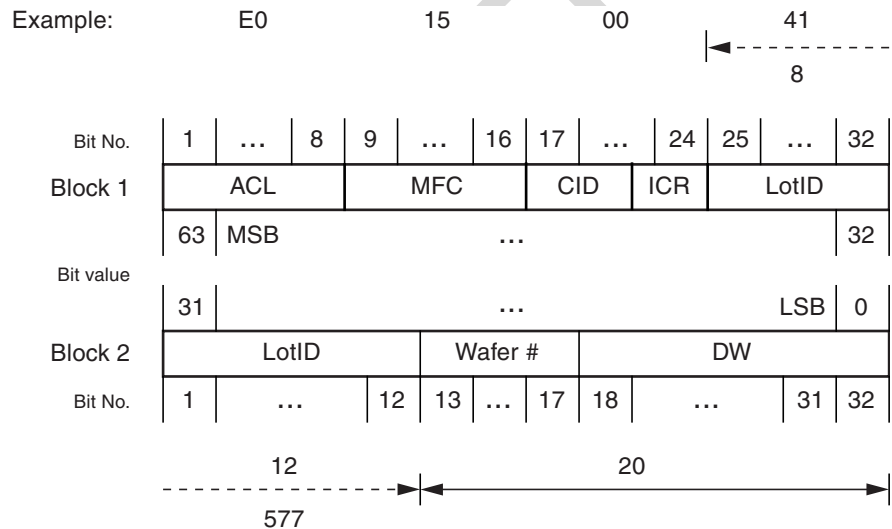 Example: E0 15 00 41
8
Bit No. 1 ... 8 9 ... 16 17 ... 24 25 ... 32
Block 1 ACL MFC CID ICR LotID
63 MSB ... 32
Bit value
31 ... LSB 0
Block 2 LotID Wafer # DW
Bit No. 1 ... 12 13 ... 17 18 ... 31 32
12 20
577